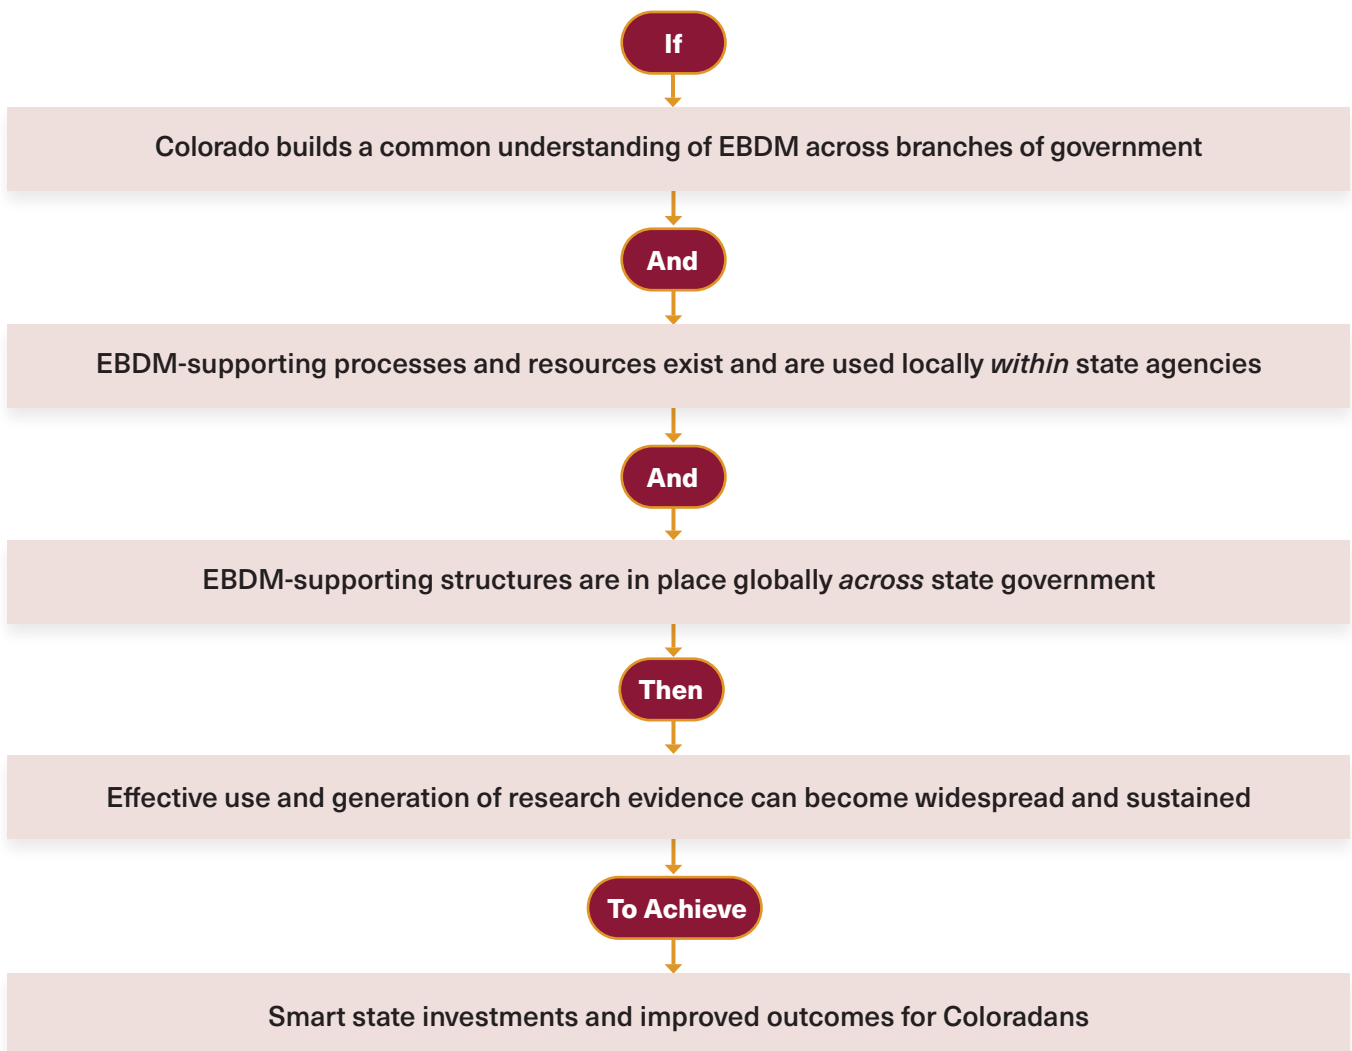 If
Colorado builds a common understanding of EBDM across branches of government
And
EBDM-supporting processes and resources exist and are used locally within state agencies
And
EBDM-supporting structures are in place globally across state government
Then
Effective use and generation of research evidence can become widespread and sustained
To Achieve
Smart state investments and improved outcomes for Coloradans